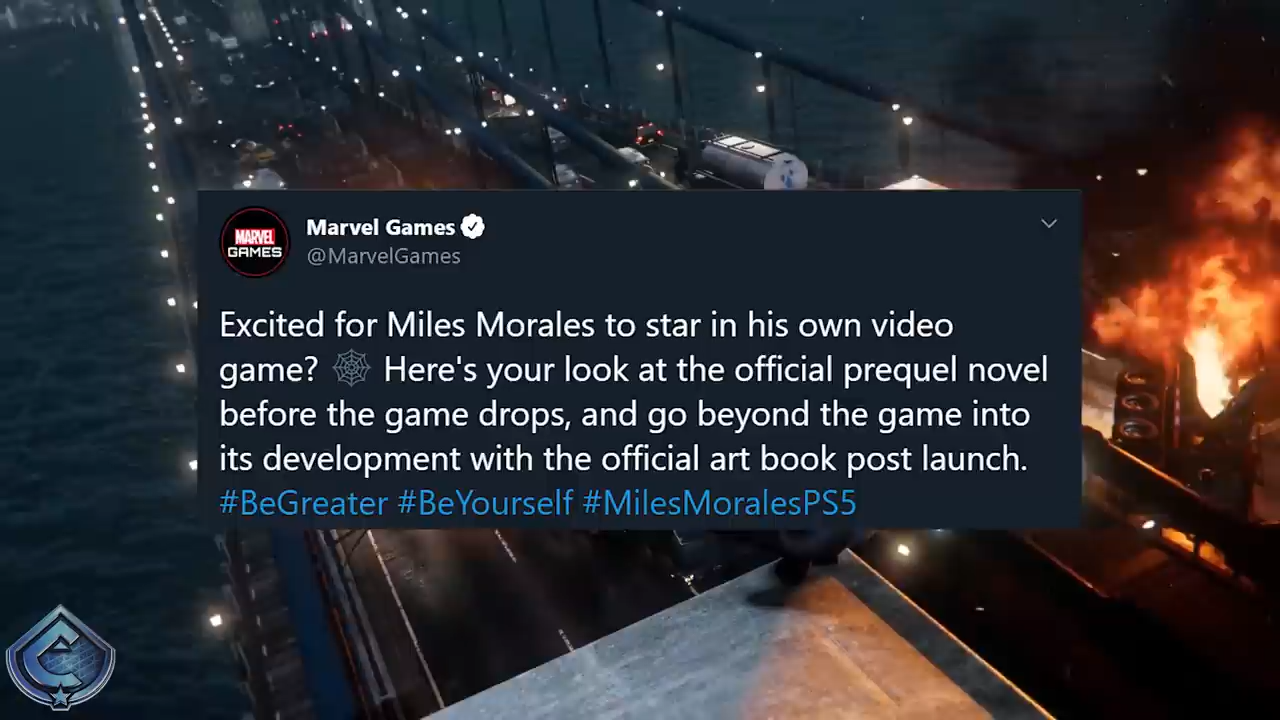 MARVEL
GAMES
Marvel Games
@MarvelGames
Excited for Miles Morales to star in his own video
game? 🕸 Here's your look at the official prequel novel
before the game drops, and go beyond the game into
its development with the official art book post launch.
#BeGreater #BeYourself #MilesMoralesPS5